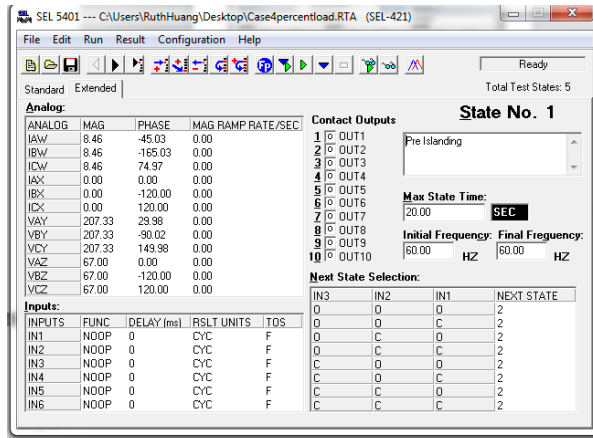 SEL 5401 --- C:\Users\RuthHuang\Desktop\Case4percentload.RTA (SEL-421)
File Edit Run Result Configuration Help
Ready
Standard Extended
Total Test States: 5
Analog:
ANALOG MAG PHASE MAG RAMP RATE/SEC
IAW 8.46 -45.03 0.00
IBW 8.46 -165.03 0.00
ICW 8.46 74.97 0.00
IAX 0.00 0.00 0.00
IBX 0.00 -120.00 0.00
ICX 0.00 120.00 0.00
VAY 207.33 29.98 0.00
VBY 207.33 -90.02 0.00
VCY 207.33 149.98 0.00
VAZ 67.00 0.00 0.00
VBZ 67.00 -120.00 0.00
VCZ 67.00 120.00 0.00
Contact Outputs
1 O OUT1
2 O OUT2
3 O OUT3
4 O OUT4
5 O OUT5
6 O OUT6
7 O OUT7
8 O OUT8
9 O OUT9
10 O OUT10
State No. 1
Pre Islanding
Max State Time:
20.00 SEC
Initial Frequency: Final Frequency:
60.00 HZ 60.00 HZ
Inputs:
INPUTS FUNC DELAY (ms) RSLT UNITS TOS
IN1 NOOP 0 CYC F
IN2 NOOP 0 CYC F
IN3 NOOP 0 CYC F
IN4 NOOP 0 CYC F
IN5 NOOP 0 CYC F
IN6 NOOP 0 CYC F
Next State Selection:
IN3 IN2 IN1 NEXT STATE
O O O 2
O O C 2
O C O 2
O C C 2
C O O 2
C O C 2
C C O 2
C C C 2